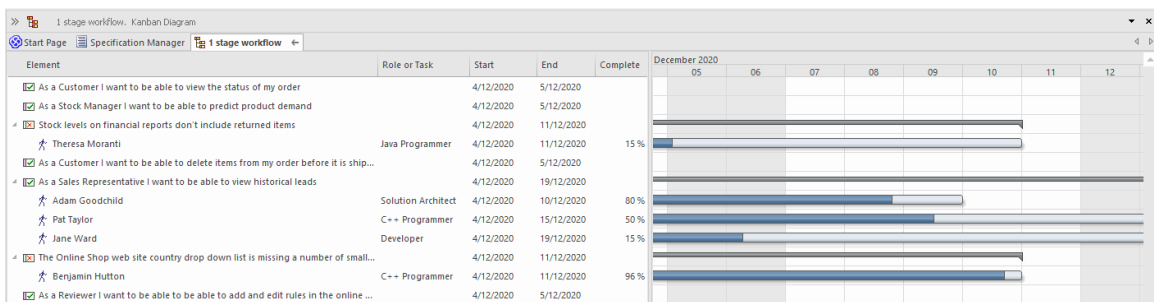 1 stage workflow. Kanban Diagram
Start Page Specification Manager 1 stage workflow
Element Role or Task Start End Complete December 2020
05 06 07 08 09 10 11 12
As a Customer I want to be able to view the status of my order 4/12/2020 5/12/2020
As a Stock Manager I want to be able to predict product demand 4/12/2020 5/12/2020
Stock levels on financial reports don't include returned items 4/12/2020 11/12/2020
Theresa Moranti Java Programmer 4/12/2020 11/12/2020 15 %
As a Customer I want to be able to delete items from my order before it is ship... 4/12/2020 5/12/2020
As a Sales Representative I want to be able to view historical leads 4/12/2020 19/12/2020
Adam Goodchild Solution Architect 4/12/2020 10/12/2020 80 %
Pat Taylor C++ Programmer 4/12/2020 15/12/2020 50 %
Jane Ward Developer 4/12/2020 19/12/2020 15 %
The Online Shop web site country drop down list is missing a number of small... 4/12/2020 11/12/2020
Benjamin Hutton C++ Programmer 4/12/2020 11/12/2020 96 %
As a Reviewer I want to be able to be able to add and edit rules in the online ... 4/12/2020 5/12/2020